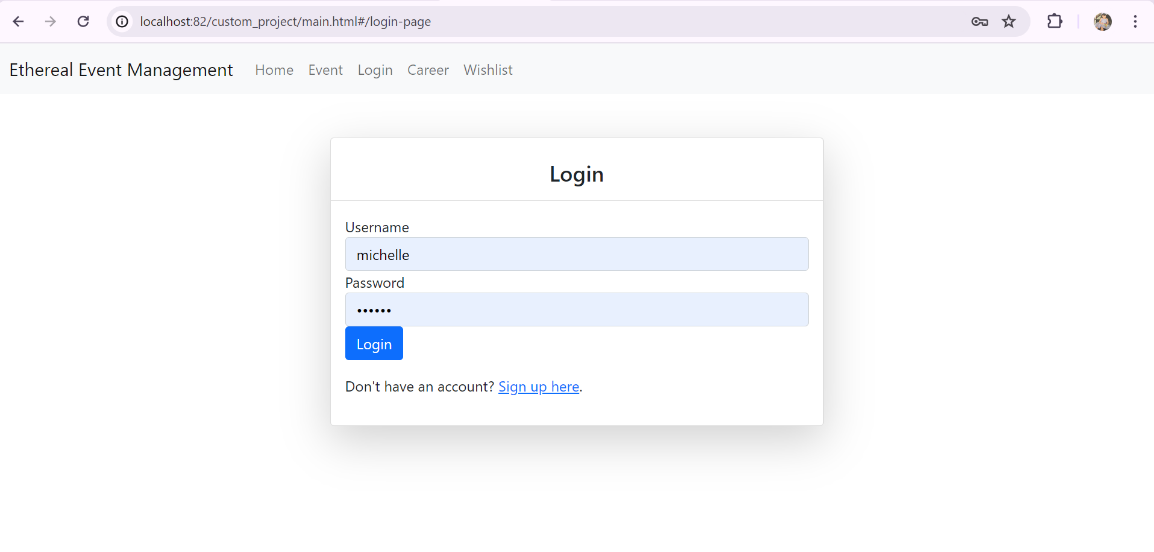 localhost:82/custom_project/main.html#/login-page
Ethereal Event Management Home Event Login Career Wishlist
Login
Username
michelle
Password
••••••
Login
Don't have an account? Sign up here.